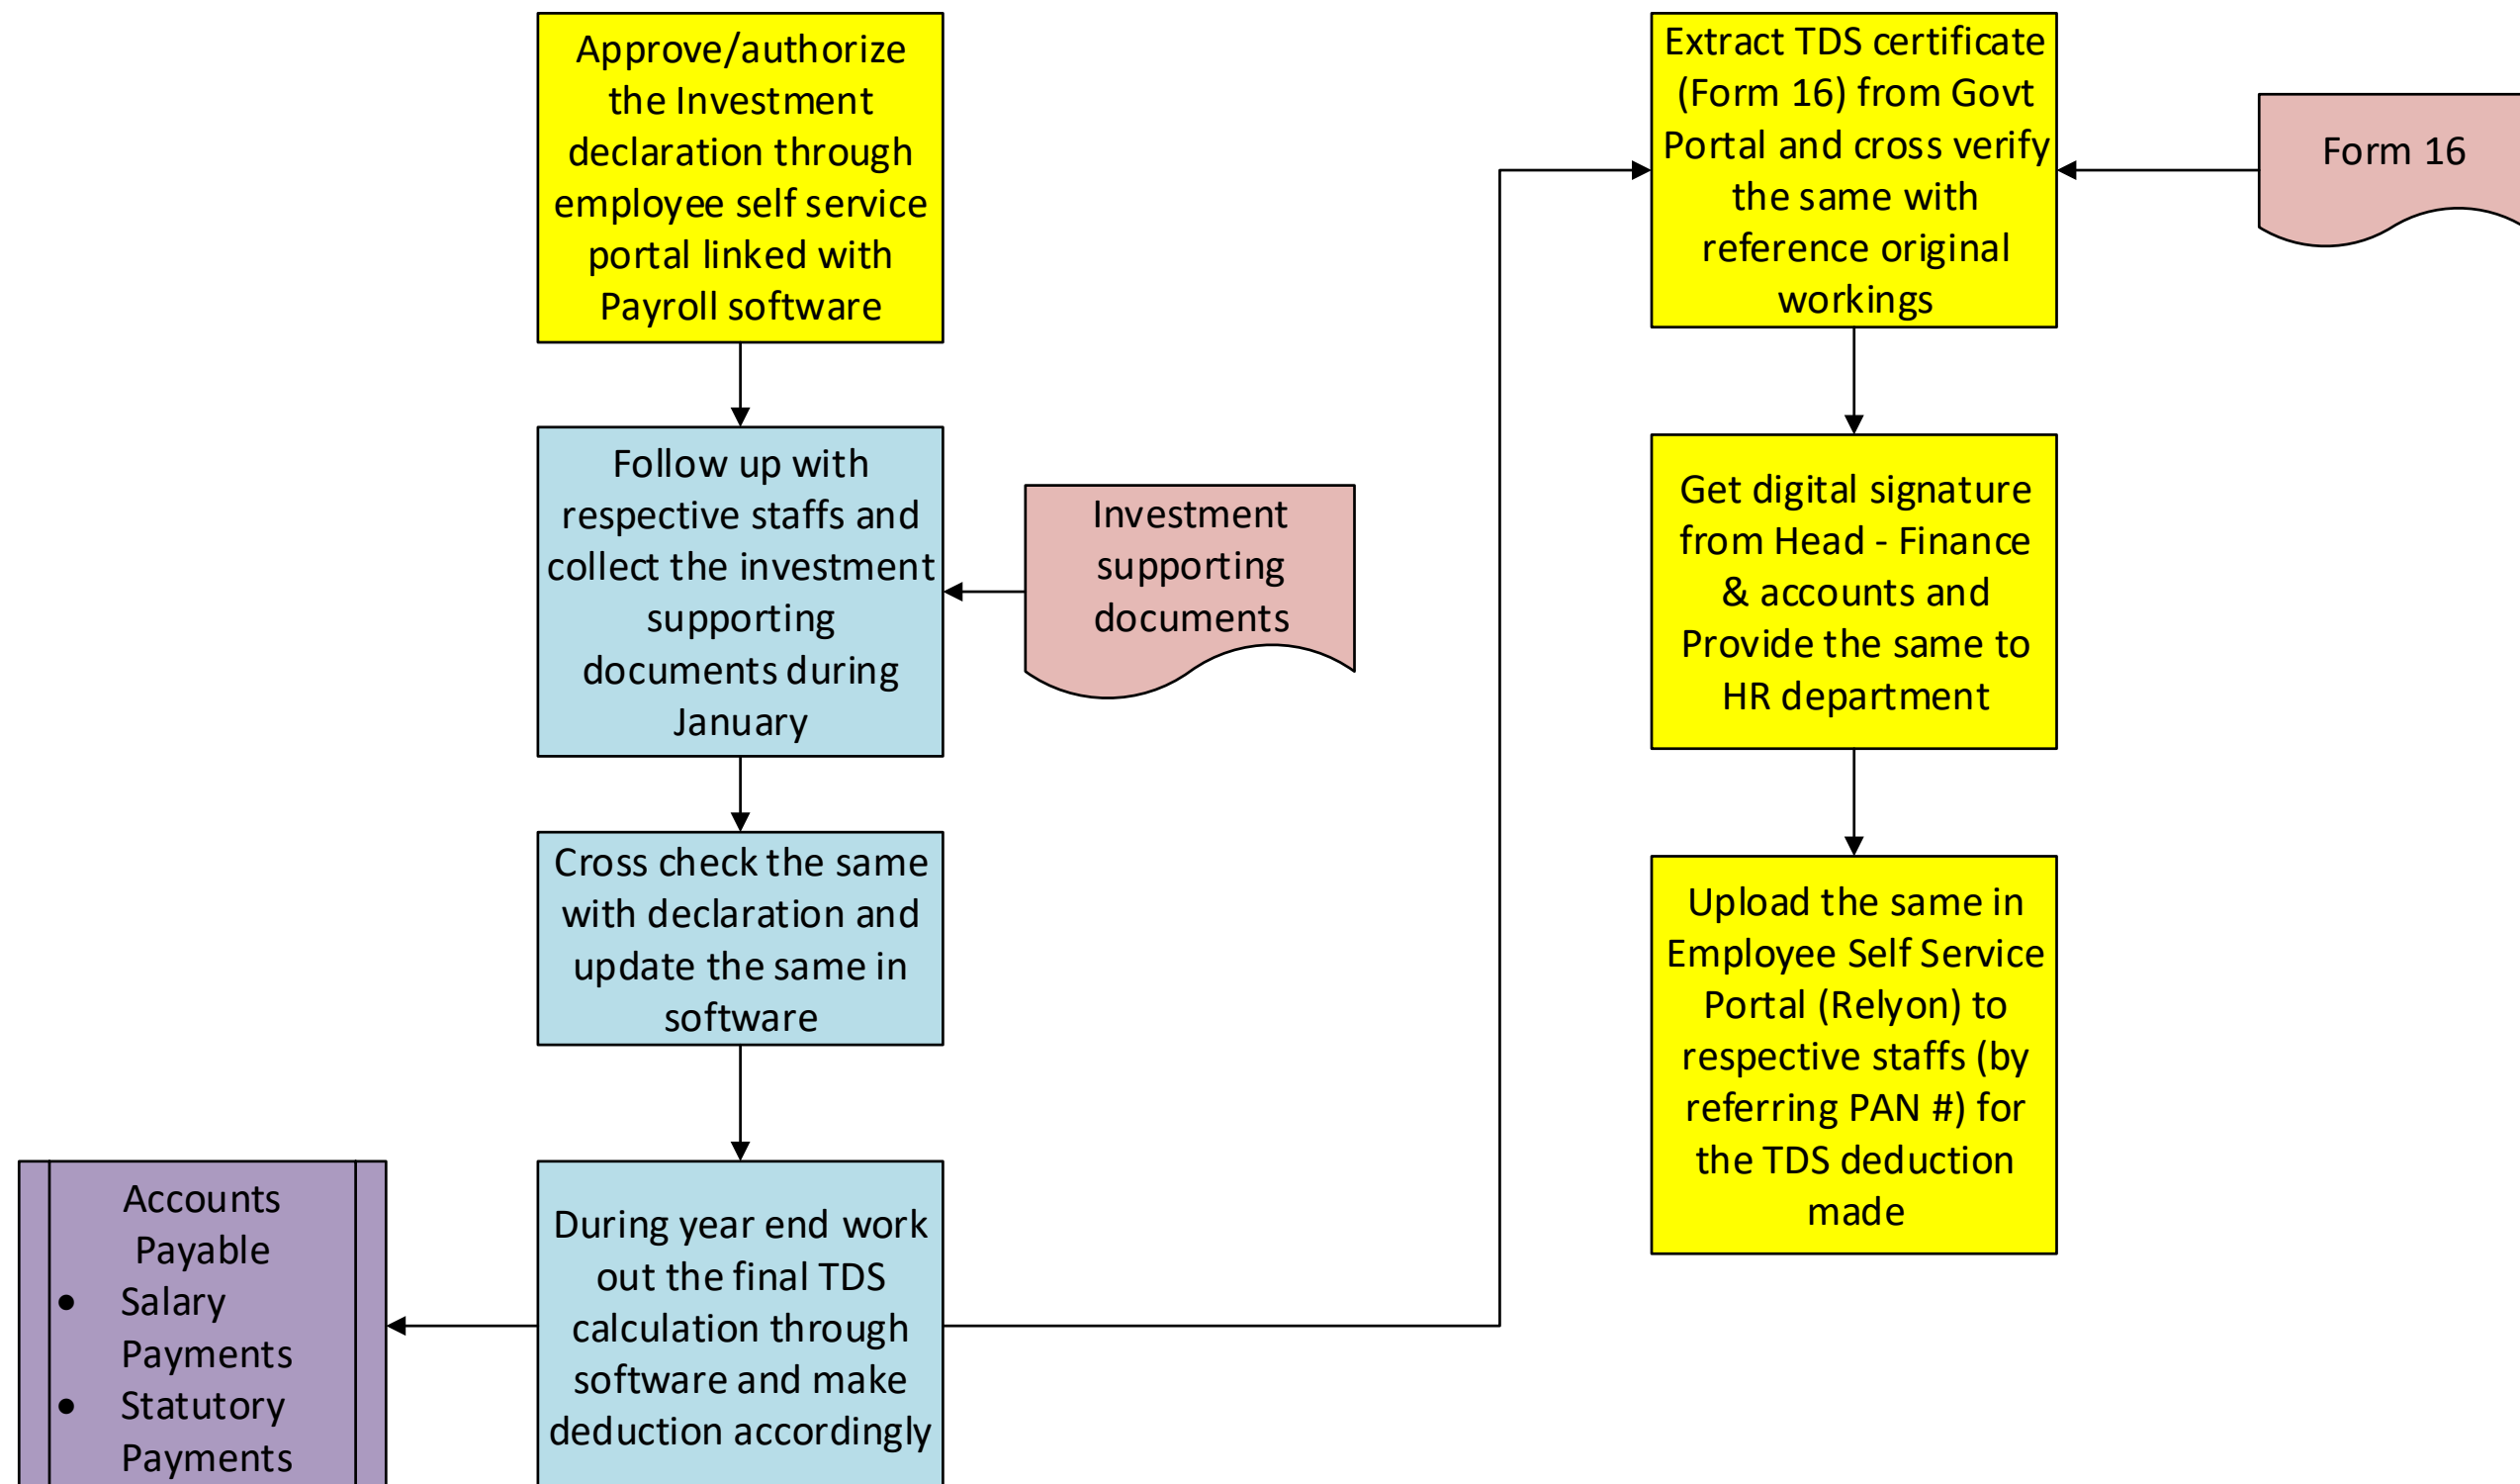 Approve/authorize
the Investment
declaration through
employee self service
portal linked with
Payroll software
Follow up with
respective staffs and
collect the investment
supporting
documents during
January
Investment
supporting
documents
Cross check the same
with declaration and
update the same in
software
During year end work
out the final TDS
calculation through
software and make
deduction accordingly
Accounts
Payable
• Salary
Payments
• Statutory
Payments
Extract TDS certificate
(Form 16) from Govt
Portal and cross verify
the same with
reference original
workings
Form 16
Get digital signature
from Head - Finance
& accounts and
Provide the same to
HR department
Upload the same in
Employee Self Service
Portal (Relyon) to
respective staffs (by
referring PAN #) for
the TDS deduction
made